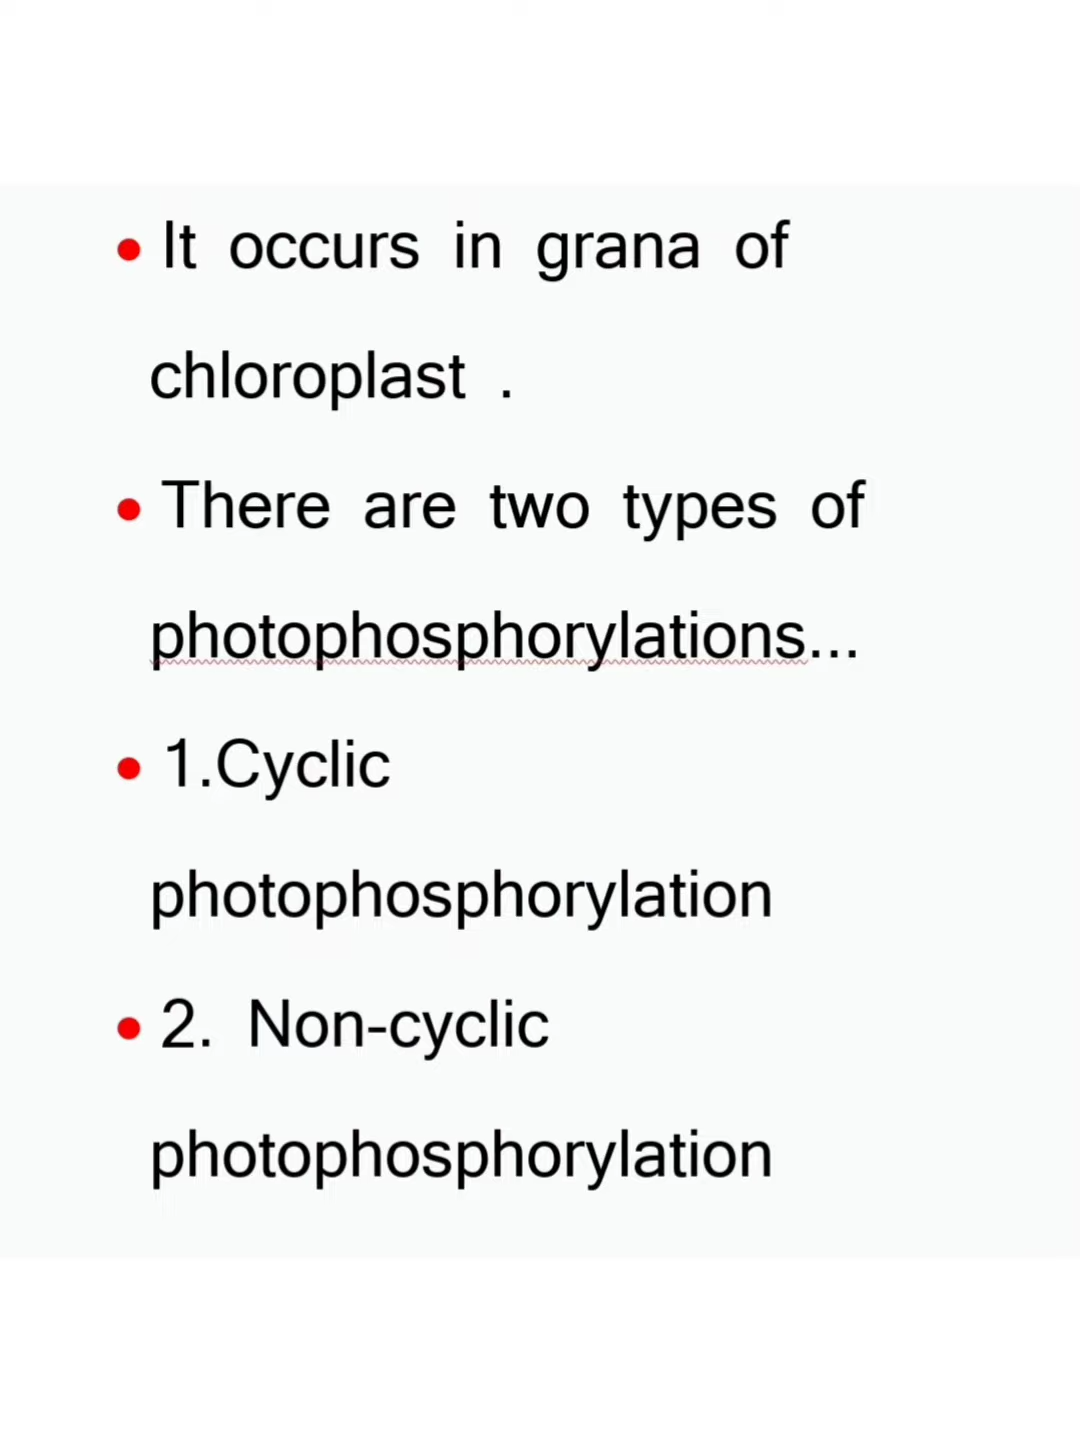 • It occurs in grana of
chloroplast .
• There are two types of
photophosphorylations...
• 1.Cyclic
photophosphorylation
• 2. Non-cyclic
photophosphorylation